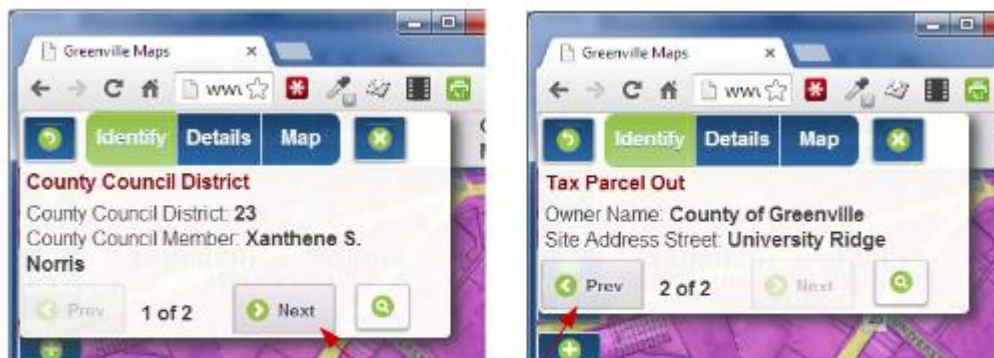 Greenville Maps
www
Identify Details Map
County Council District
County Council District: 23
County Council Member: Xanthene S.
Norris
Prev 1 of 2 Next
Greenville Maps
www
Identify Details Map
Tax Parcel Out
Owner Name: County of Greenville
Site Address Street: University Ridge
Prev 2 of 2 Next